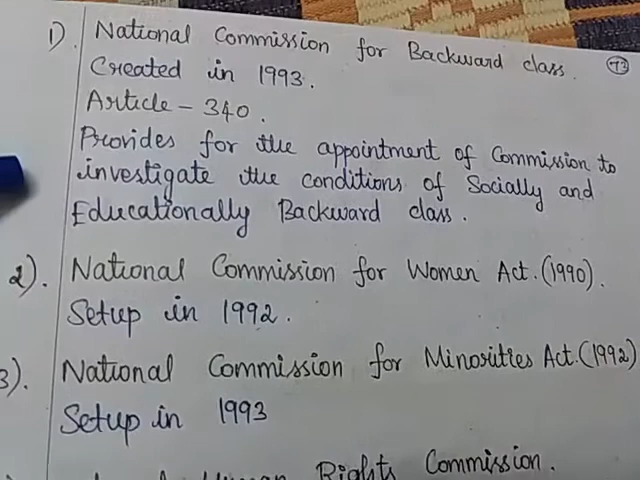 1). National Commission for Backward class. 73
Created in 1993.
Article - 340.
Provides for the appointment of Commission to
investigate the conditions of Socially and
Educationally Backward class.
2). National Commission for Women Act. (1990).
Setup in 1992.
3). National Commission for Minorities Act. (1992)
Setup in 1993
Human Rights Commission.